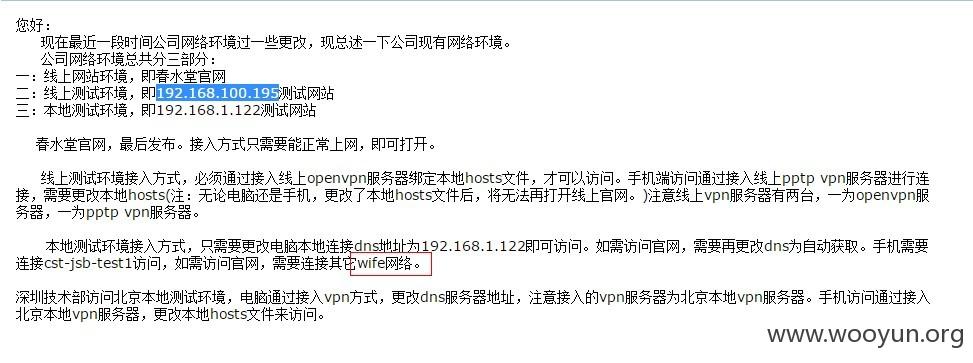 您好：
现在最近一段时间公司网络环境过一些更改，现总述一下公司现有网络环境。
公司网络环境总共分三部分：
一：线上网站环境，即春水堂官网
二：线上测试环境，即192.168.100.195测试网站
三：本地测试环境，即192.168.1.122测试网站
春水堂官网，最后发布。接入方式只需要能正常上网，即可打开。
线上测试环境接入方式，必须通过接入线上openvpn服务器绑定本地hosts文件，才可以访问。手机端访问通过接入线上pptp vpn服务器进行连
接，需要更改本地hosts(注：无论电脑还是手机，更改了本地hosts文件后，将无法再打开线上官网。)注意线上vpn服务器有两台，一为openvpn服
务器，一为pptp vpn服务器。
本地测试环境接入方式，只需要更改电脑本地连接dns地址为192.168.1.122即可访问。如需访问官网，需要再更改dns为自动获取。手机需要
连接cst-jsb-test1访问，如需访问官网，需要连接其它wife网络。
深圳技术部访问北京本地测试环境，电脑通过接入vpn方式，更改dns服务器地址，注意接入的vpn服务器为北京本地vpn服务器。手机访问通过接入
北京本地vpn服务器，更改本地hosts文件来访问。
www.wooyun.org